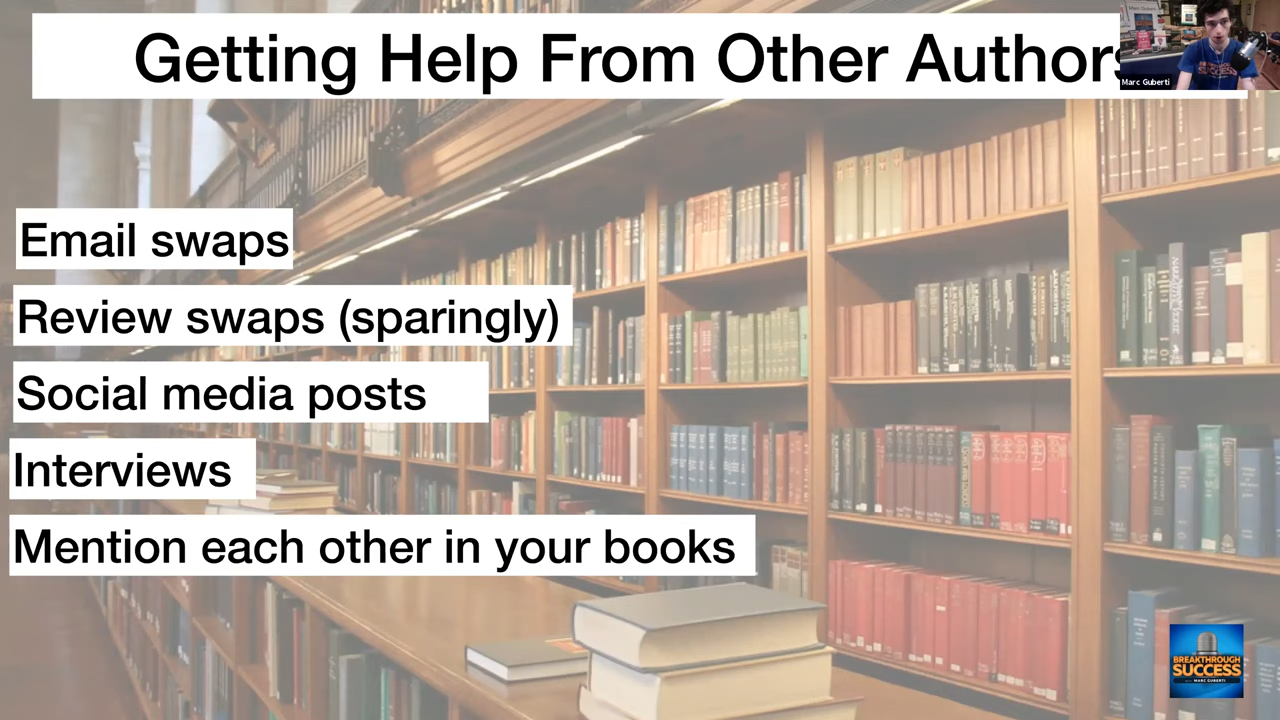 Getting Help From Other Authors
Marc Guberti
Email swaps
Review swaps (sparingly)
Social media posts
Interviews
Mention each other in your books
BREAKTHROUGH
SUCCESS
WITH MARC GUBERTI